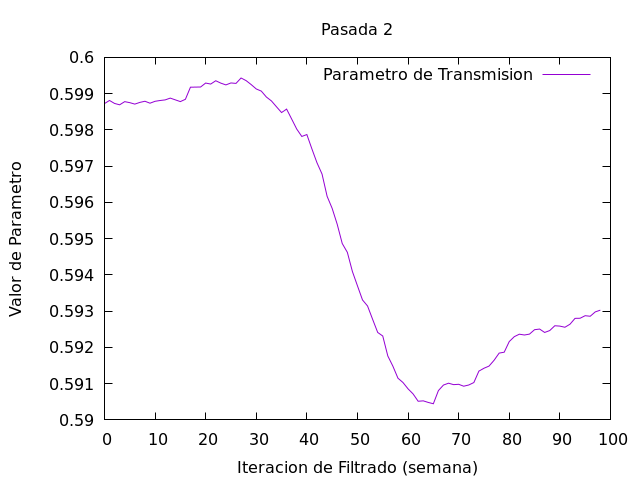 Pasada 2
Parametro de Transmision
Valor de Parametro
0.6
0.599
0.598
0.597
0.596
0.595
0.594
0.593
0.592
0.591
0.59
0 10 20 30 40 50 60 70 80 90 100
Iteracion de Filtrado (semana)